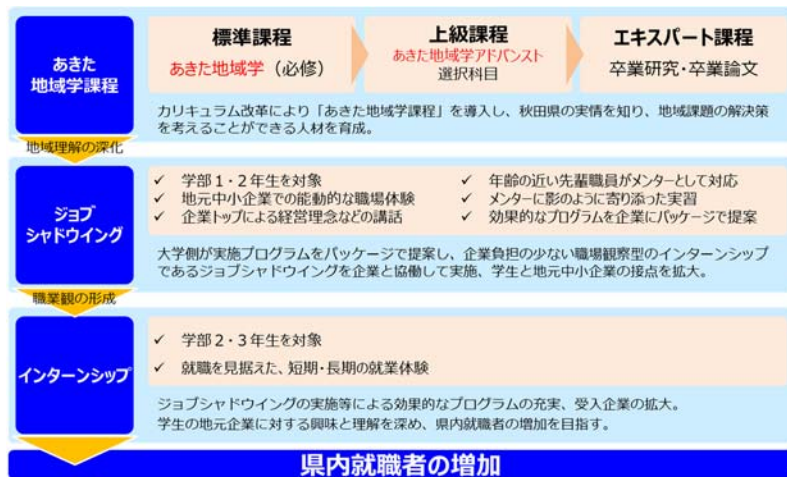 あきた
地域学課程
標準課程
あきた地域学（必修）
上級課程
あきた地域学アドバンスト
選択科目
エキスパート課程
卒業研究・卒業論文
カリキュラム改革により「あきた地域学課程」を導入し、秋田県の実情を知り、地域課題の解決策
を考えることができる人材を育成。
地域理解の深化
ジョブ
シャドウイング
✓ 学部１・２年生を対象
✓ 地元中小企業での能動的な職場体験
✓ 企業トップによる経営理念などの講話
✓ 年齢の近い先輩職員がメンターとして対応
✓ メンターに影のように寄り添った実習
✓ 効果的なプログラムを企業にパッケージで提案
大学側が実施プログラムをパッケージで提案し、企業負担の少ない職場観察型のインターンシップ
であるジョブシャドウイングを企業と協働して実施、学生と地元中小企業の接点を拡大。
職業観の形成
インターンシップ
✓ 学部２・３年生を対象
✓ 就職を見据えた、短期・長期の就業体験
ジョブシャドウイングの実施等による効果的なプログラムの充実、受入企業の拡大。
学生の地元企業に対する興味と理解を深め、県内就職者の増加を目指す。
県内就職者の増加